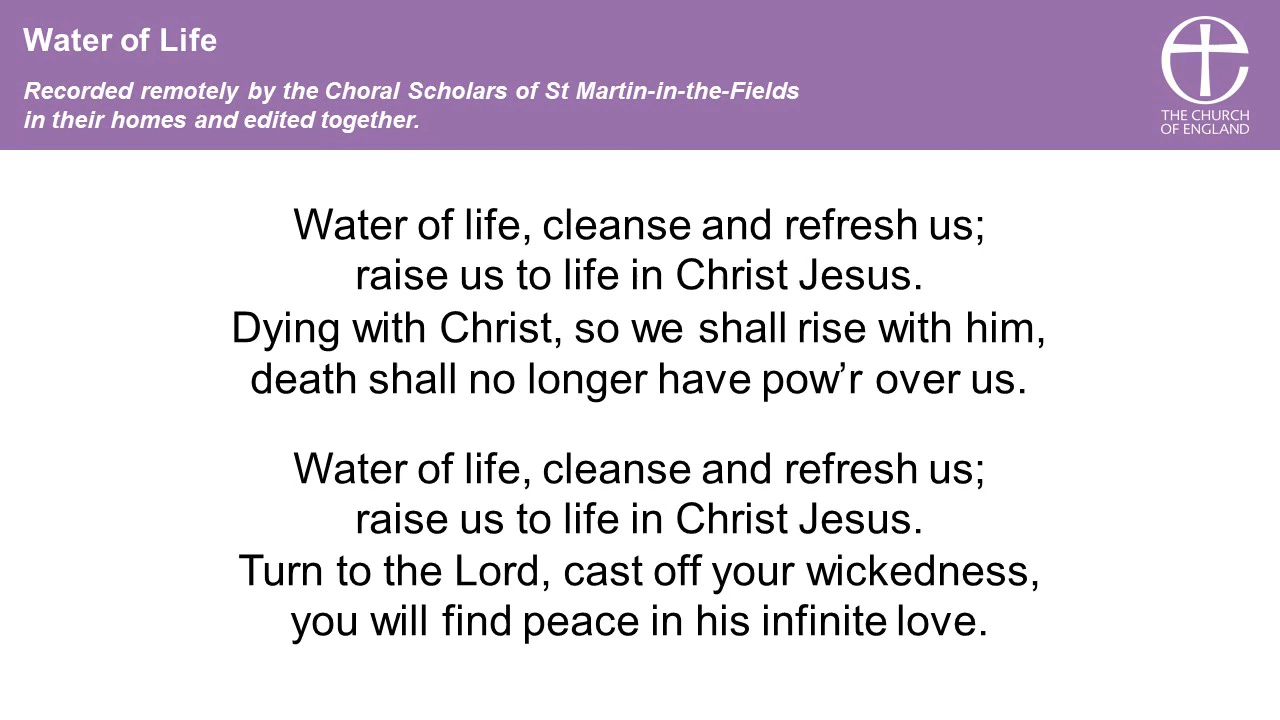 Water of Life
Recorded remotely by the Choral Scholars of St Martin-in-the-Fields
in their homes and edited together.
THE CHURCH
OF ENGLAND
Water of life, cleanse and refresh us;
raise us to life in Christ Jesus.
Dying with Christ, so we shall rise with him,
death shall no longer have pow’r over us.
Water of life, cleanse and refresh us;
raise us to life in Christ Jesus.
Turn to the Lord, cast off your wickedness,
you will find peace in his infinite love.